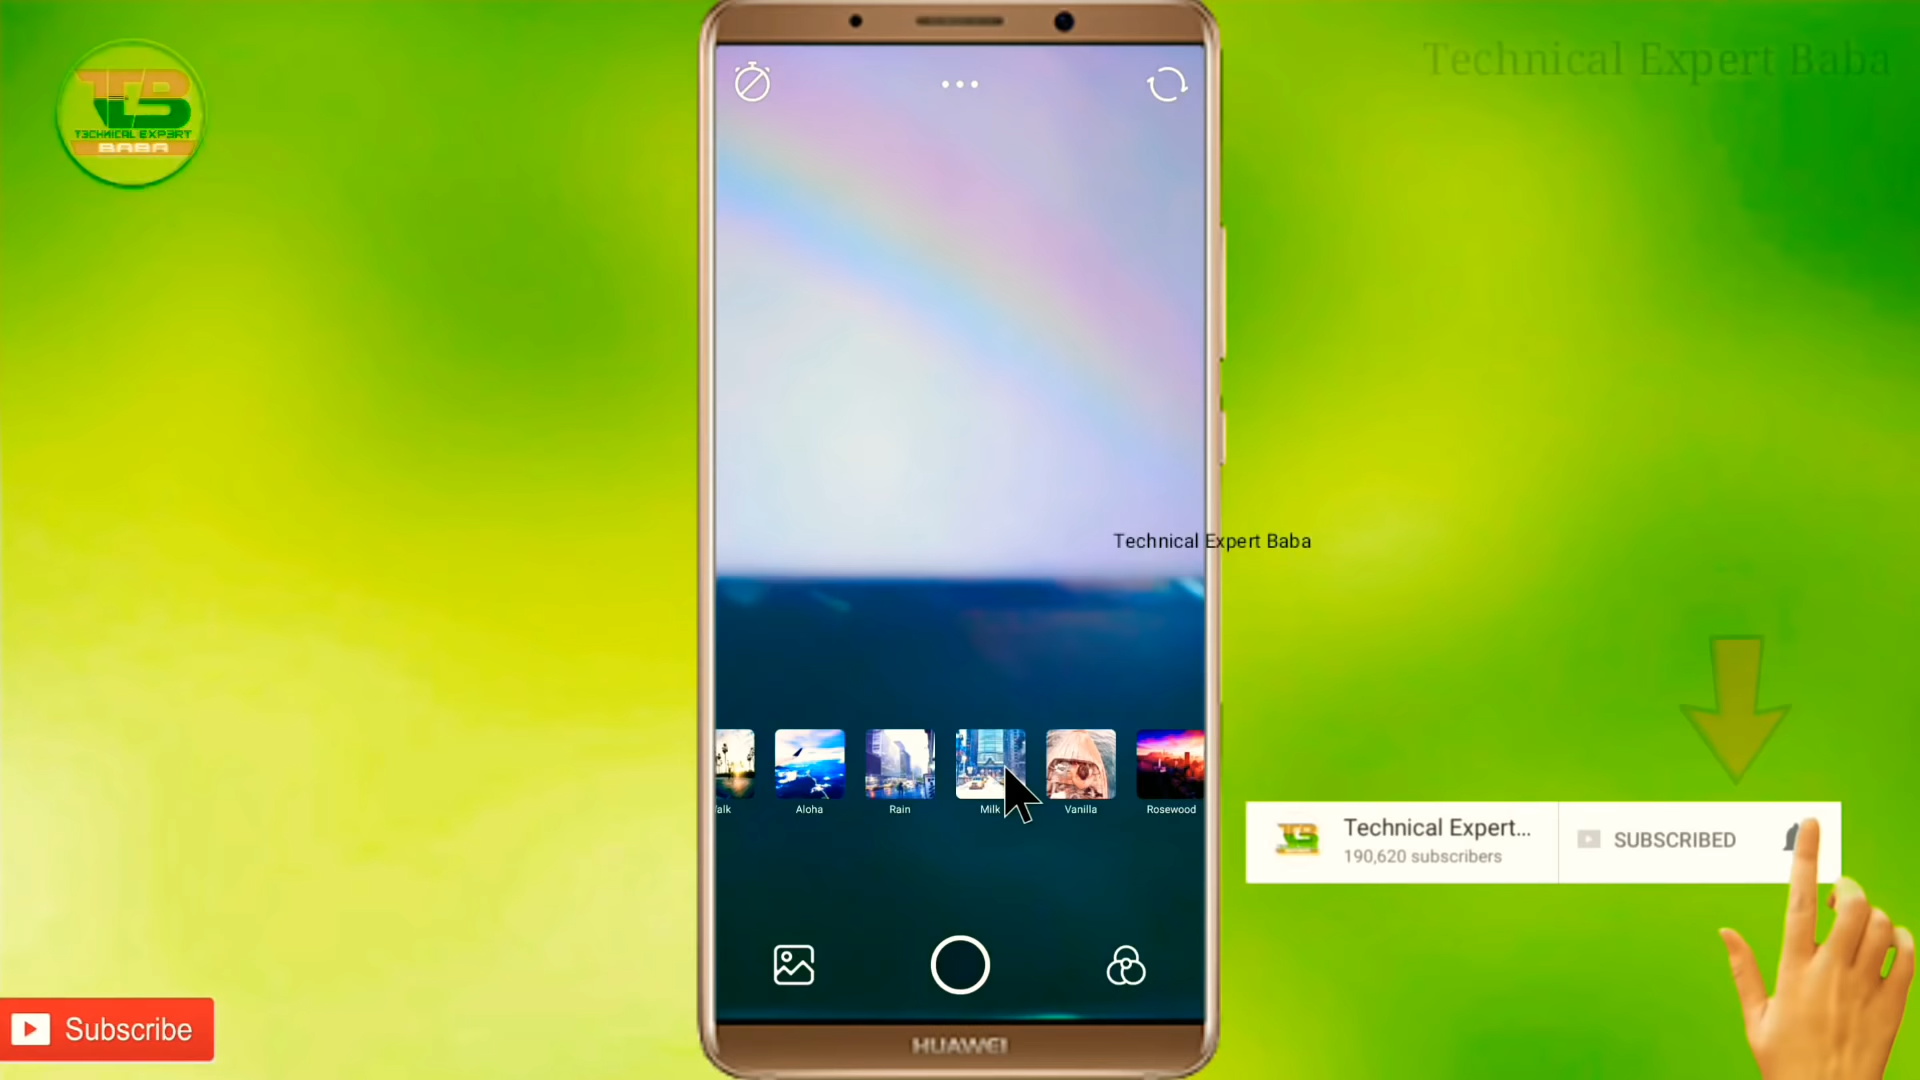 Technical Expert Baba
TECHNICAL EXPERT
BABA
Technical Expert Baba
alk
Aloha
Rain
Milk
Vanilla
Rosewood
Technical Expert...
190,620 subscribers
SUBSCRIBED
Subscribe
HUAWEI